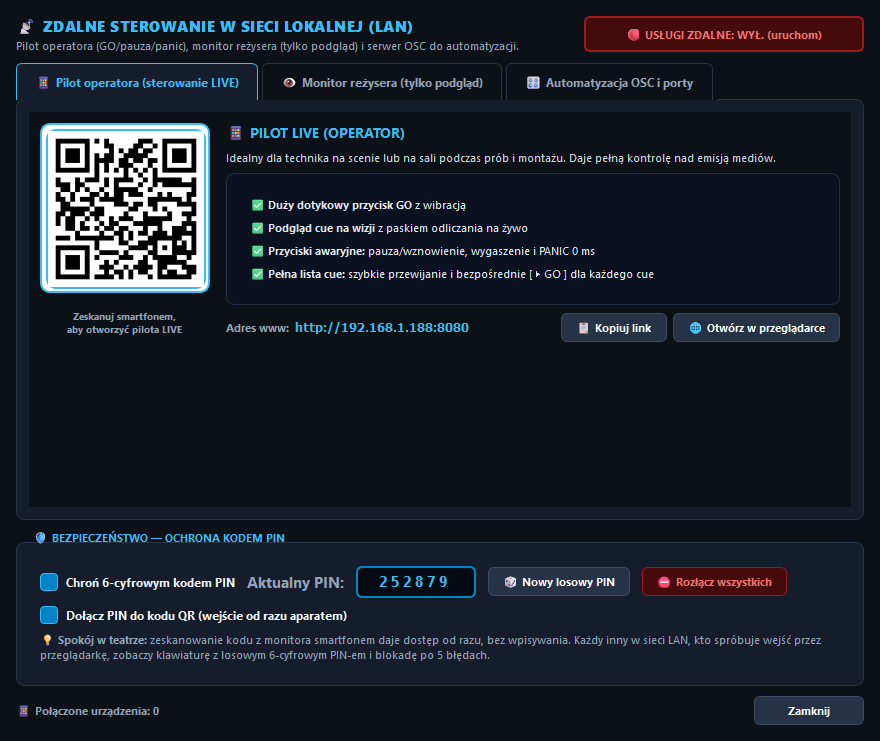 ZDALNE STEROWANIE W SIECI LOKALNEJ (LAN)
Pilot operatora (GO/pauza/panic), monitor reżysera (tylko podgląd) i serwer OSC do automatyzacji.
USŁUGI ZDALNE: WYŁ. (uruchom)
Pilot operatora (sterowanie LIVE)
Monitor reżysera (tylko podgląd)
Automatyzacja OSC i porty
PILOT LIVE (OPERATOR)
Idealny dla technika na scenie lub na sali podczas prób i montażu. Daje pełną kontrolę nad emisją mediów.
Duży dotykowy przycisk GO z wibracją
Podgląd cue na wizji z paskiem odliczania na żywo
Przyciski awaryjne: pauza/wznowienie, wygaszenie i PANIC 0 ms
Pełna lista cue: szybkie przewijanie i bezpośrednie [ ▶ GO ] dla każdego cue
Zeskanuj smartfonem,
aby otworzyć pilota LIVE
Adres www: http://192.168.1.188:8080
Kopiuj link
Otwórz w przeglądarce
BEZPIECZEŃSTWO — OCHRONA KODEM PIN
Chroń 6-cyfrowym kodem PIN
Aktualny PIN:
252879
Nowy losowy PIN
Rozłącz wszystkich
Dołącz PIN do kodu QR (wejście od razu aparatem)
Spokój w teatrze: zeskanowanie kodu z monitora smartfonem daje dostęp od razu, bez wpisywania. Każdy inny w sieci LAN, kto spróbuje wejść przez
przeglądarkę, zobaczy klawiaturę z losowym 6-cyfrowym PIN-em i blokadę po 5 błędach.
Połączone urządzenia: 0
Zamknij